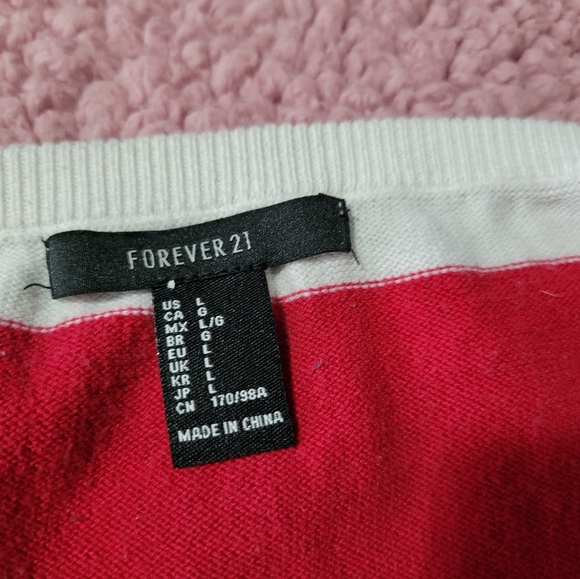 FOREVER 21
US L
CA G
MX L/G
BR G
EU L
UK L
KR L
JP L
CN 170/98A
MADE IN CHINA